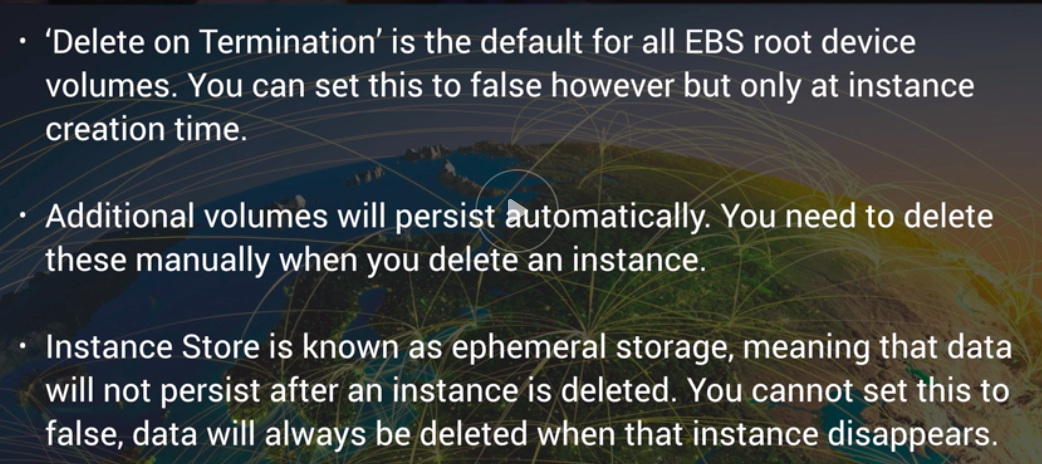 • ‘Delete on Termination’ is the default for all EBS root device
volumes. You can set this to false however but only at instance
creation time.
• Additional volumes will persist automatically. You need to delete
these manually when you delete an instance.
• Instance Store is known as ephemeral storage, meaning that data
will not persist after an instance is deleted. You cannot set this to
false, data will always be deleted when that instance disappears.